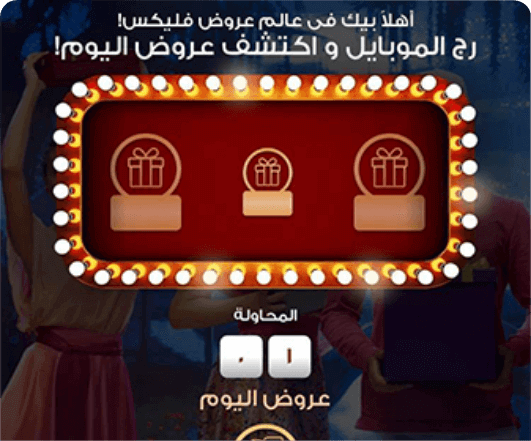 أهلاً بيك فى عالم عروض فليكس!
رج الموبايل و اكتشف عروض اليوم!
المحاولة
٠١
عروض اليوم